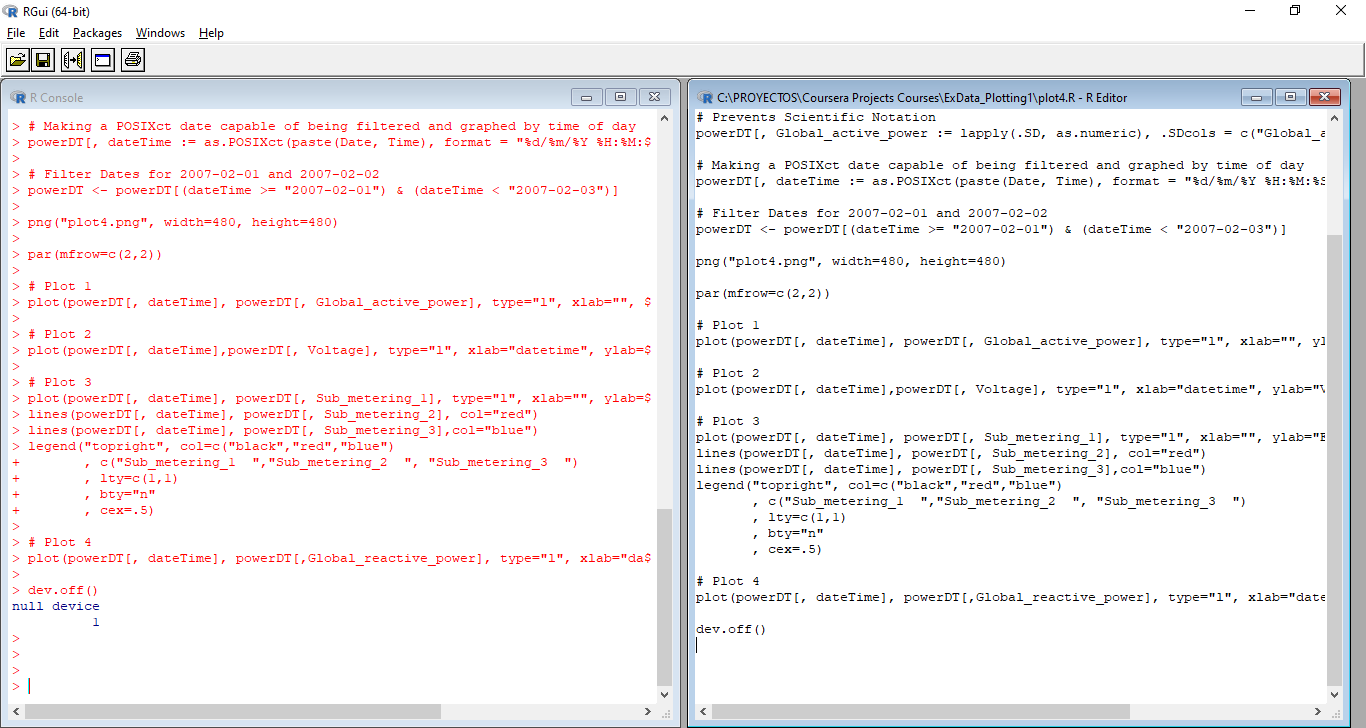 RGui (64-bit)
File Edit Packages Windows Help
R Console
> # Making a POSIXct date capable of being filtered and graphed by time of day
> powerDT[, dateTime := as.POSIXct(paste(Date, Time), format = "%d/%m/%Y %H:%M:$
>
> # Filter Dates for 2007-02-01 and 2007-02-02
> powerDT <- powerDT[(dateTime >= "2007-02-01") & (dateTime < "2007-02-03")]
>
> png("plot4.png", width=480, height=480)
>
> par(mfrow=c(2,2))
>
> # Plot 1
> plot(powerDT[, dateTime], powerDT[, Global_active_power], type="l", xlab="", $
>
> # Plot 2
> plot(powerDT[, dateTime],powerDT[, Voltage], type="l", xlab="datetime", ylab=$
>
> # Plot 3
> plot(powerDT[, dateTime], powerDT[, Sub_metering_1], type="l", xlab="", ylab=$
> lines(powerDT[, dateTime], powerDT[, Sub_metering_2], col="red")
> lines(powerDT[, dateTime], powerDT[, Sub_metering_3],col="blue")
> legend("topright", col=c("black","red","blue")
+        , c("Sub_metering_1  ","Sub_metering_2  ", "Sub_metering_3  ")
+        , lty=c(1,1)
+        , bty="n"
+        , cex=.5)
>
> # Plot 4
> plot(powerDT[, dateTime], powerDT[,Global_reactive_power], type="l", xlab="da$
>
> dev.off()
null device
          1
>
>
>
>
C:\PROYECTOS\Coursera Projects Courses\ExData_Plotting1\plot4.R - R Editor
# Prevents Scientific Notation
powerDT[, Global_active_power := lapply(.SD, as.numeric), .SDcols = c("Global_a
# Making a POSIXct date capable of being filtered and graphed by time of day
powerDT[, dateTime := as.POSIXct(paste(Date, Time), format = "%d/%m/%Y %H:%M:%S
# Filter Dates for 2007-02-01 and 2007-02-02
powerDT <- powerDT[(dateTime >= "2007-02-01") & (dateTime < "2007-02-03")]
png("plot4.png", width=480, height=480)
par(mfrow=c(2,2))
# Plot 1
plot(powerDT[, dateTime], powerDT[, Global_active_power], type="l", xlab="", yl
# Plot 2
plot(powerDT[, dateTime],powerDT[, Voltage], type="l", xlab="datetime", ylab="V
# Plot 3
plot(powerDT[, dateTime], powerDT[, Sub_metering_1], type="l", xlab="", ylab="E
lines(powerDT[, dateTime], powerDT[, Sub_metering_2], col="red")
lines(powerDT[, dateTime], powerDT[, Sub_metering_3],col="blue")
legend("topright", col=c("black","red","blue")
       , c("Sub_metering_1  ","Sub_metering_2  ", "Sub_metering_3  ")
       , lty=c(1,1)
       , bty="n"
       , cex=.5)
# Plot 4
plot(powerDT[, dateTime], powerDT[,Global_reactive_power], type="l", xlab="date
dev.off()